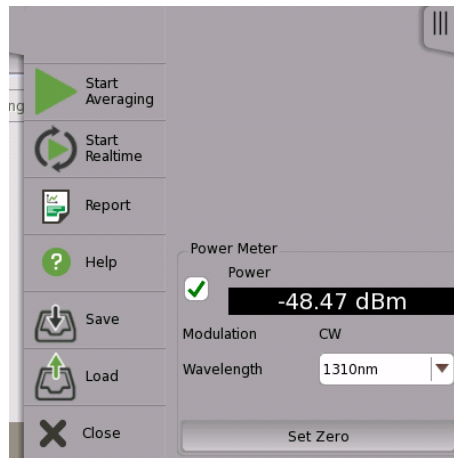 ng
Start
Averaging
Start
Realtime
Report
Help
Save
Load
Close
Power Meter
Power
-48.47 dBm
Modulation CW
Wavelength 1310nm
Set Zero